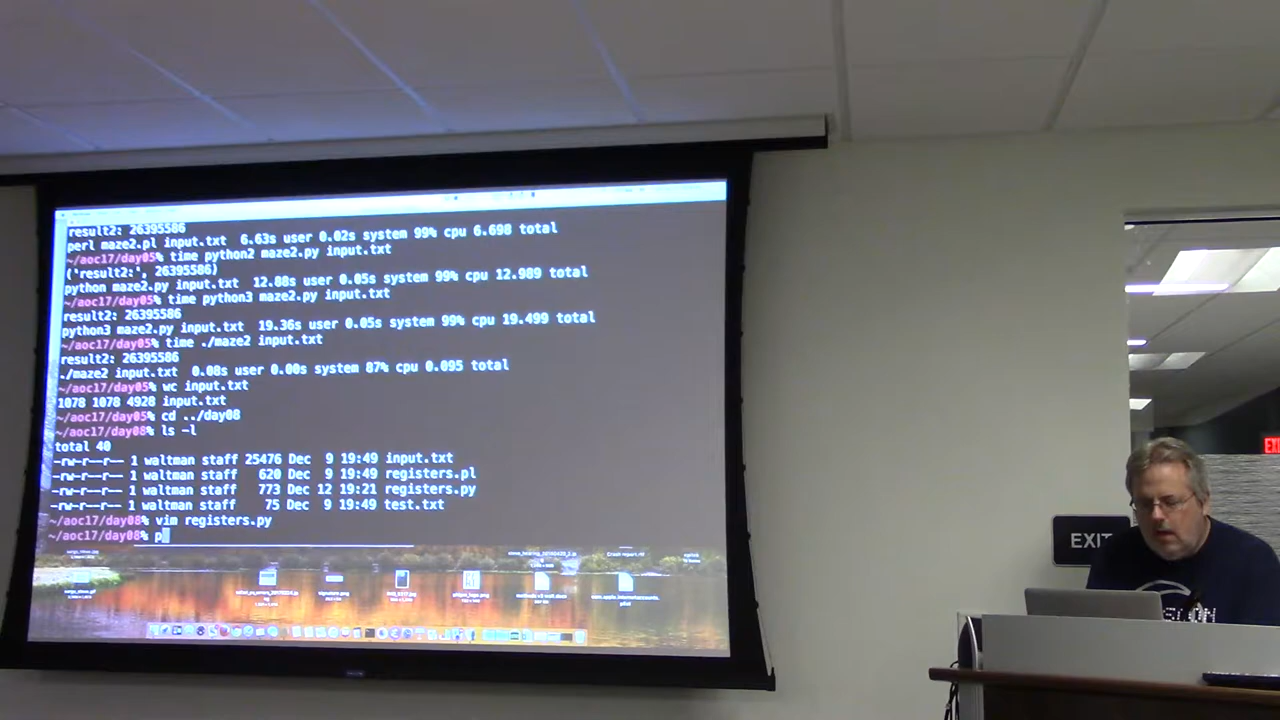 result2: 26395586
perl maze2.pl input.txt 6.63s user 0.02s system 99% cpu 6.698 total
~/aoc17/day05% time python2 maze2.py input.txt
('result2:', 26395586)
python maze2.py input.txt 12.88s user 0.05s system 99% cpu 12.989 total
~/aoc17/day05% time python3 maze2.py input.txt
result2: 26395586
python3 maze2.py input.txt 19.36s user 0.05s system 99% cpu 19.499 total
~/aoc17/day05% time ./maze2 input.txt
result2: 26395586
./maze2 input.txt 0.08s user 0.00s system 87% cpu 0.095 total
~/aoc17/day05% wc input.txt
1078 1078 4928 input.txt
~/aoc17/day05% cd ../day08
~/aoc17/day08% ls -l
total 40
-rw-r--r-- 1 waltman staff 25476 Dec 9 19:49 input.txt
-rw-r--r-- 1 waltman staff 620 Dec 9 19:49 registers.pl
-rw-r--r-- 1 waltman staff 773 Dec 12 19:21 registers.py
-rw-r--r-- 1 waltman staff 75 Dec 9 19:49 test.txt
~/aoc17/day08% vim registers.py
~/aoc17/day08% p
EXIT